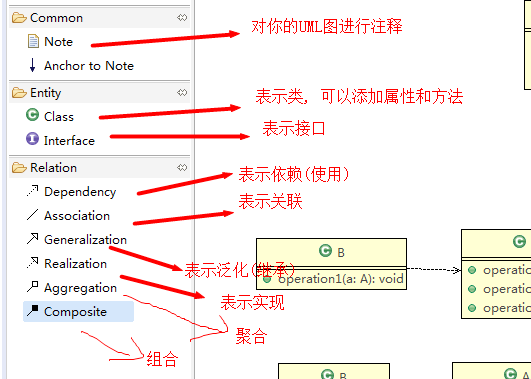 Common
Note
对你的UML图进行注释
Anchor to Note
Entity
Class
表示类, 可以添加属性和方法
Interface
表示接口
Relation
Dependency
表示依赖(使用)
Association
表示关联
Generalization
表示泛化(继承)
Realization
表示实现
Aggregation
聚合
Composite
组合
C B
operation1(a: A): void
C
operation
operation
operation
C B
C A